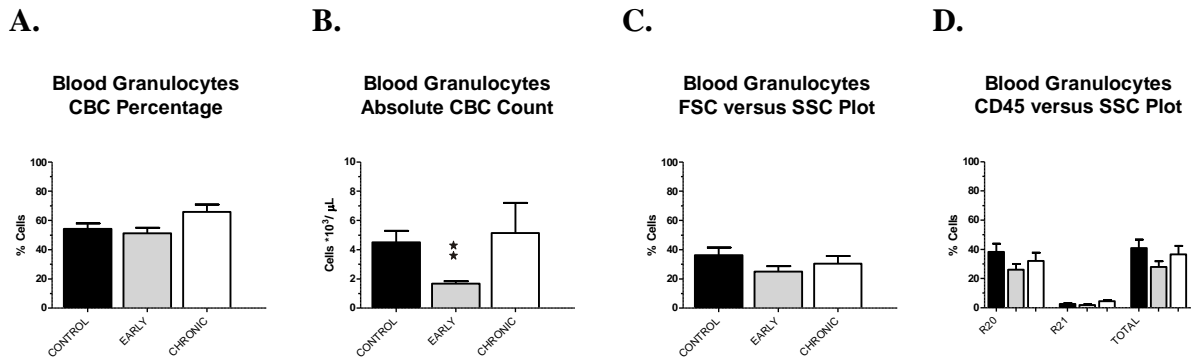 A.
Blood Granulocytes
CBC Percentage
% Cells
100
80
60
40
20
0
CONTROL
EARLY
CHRONIC
B.
Blood Granulocytes
Absolute CBC Count
Cells *10³/ µL
10
8
6
4
2
0
CONTROL
EARLY
CHRONIC
C.
Blood Granulocytes
FSC versus SSC Plot
% Cells
100
80
60
40
20
0
CONTROL
EARLY
CHRONIC
D.
Blood Granulocytes
CD45 versus SSC Plot
% Cells
100
80
60
40
20
0
R20
R21
TOTAL